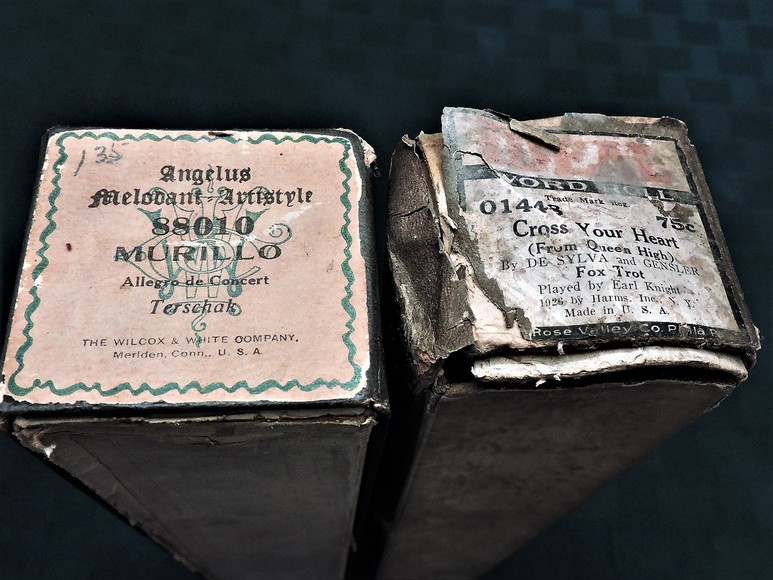 135
Angelus
Melodant-Artistyle
88010
MURILLO
Allegro de Concert
Terschak
THE WILCOX & WHITE COMPANY,
Meriden, Conn., U. S. A.
WORD ROLL
Trade Mark Reg.
0144 75c
Cross Your Heart
(From Queen High)
By DE SYLVA and GENSLER
Fox Trot
Played by Earl Knight
1926 by Harms, Inc. N. Y.
Made in U. S. A.
Rose Valley Co. Phila P